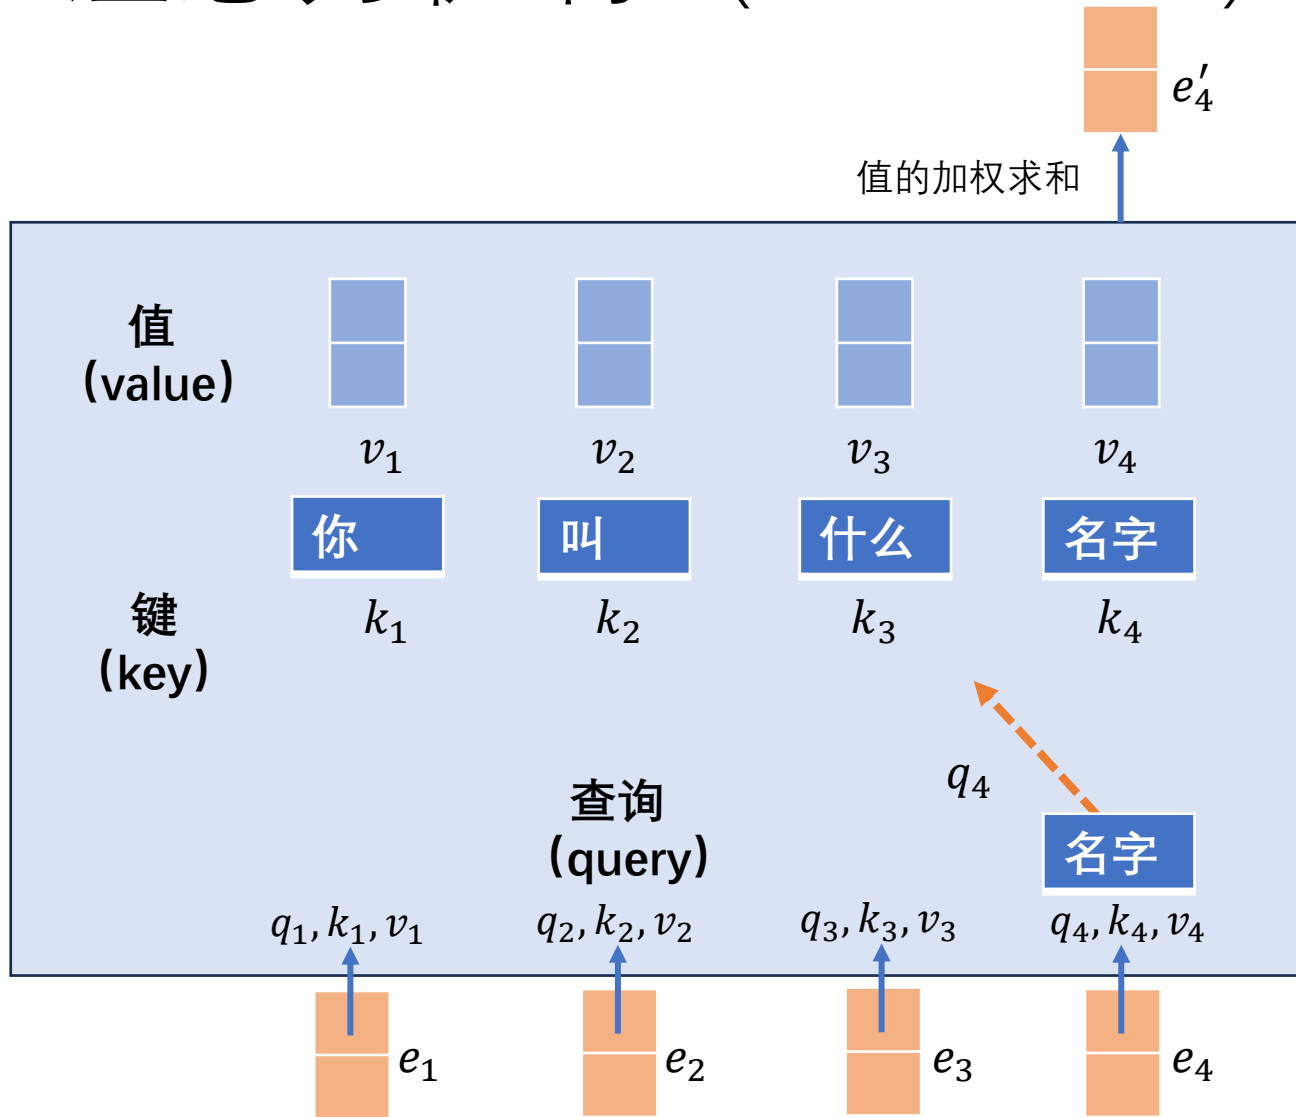 e₄′
值的加权求和
值
(value)
v₁ v₂ v₃ v₄
你 叫 什么 名字
键
(key)
k₁ k₂ k₃ k₄
q₄
查询
(query)
名字
q₁, k₁, v₁ q₂, k₂, v₂ q₃, k₃, v₃ q₄, k₄, v₄
e₁ e₂ e₃ e₄